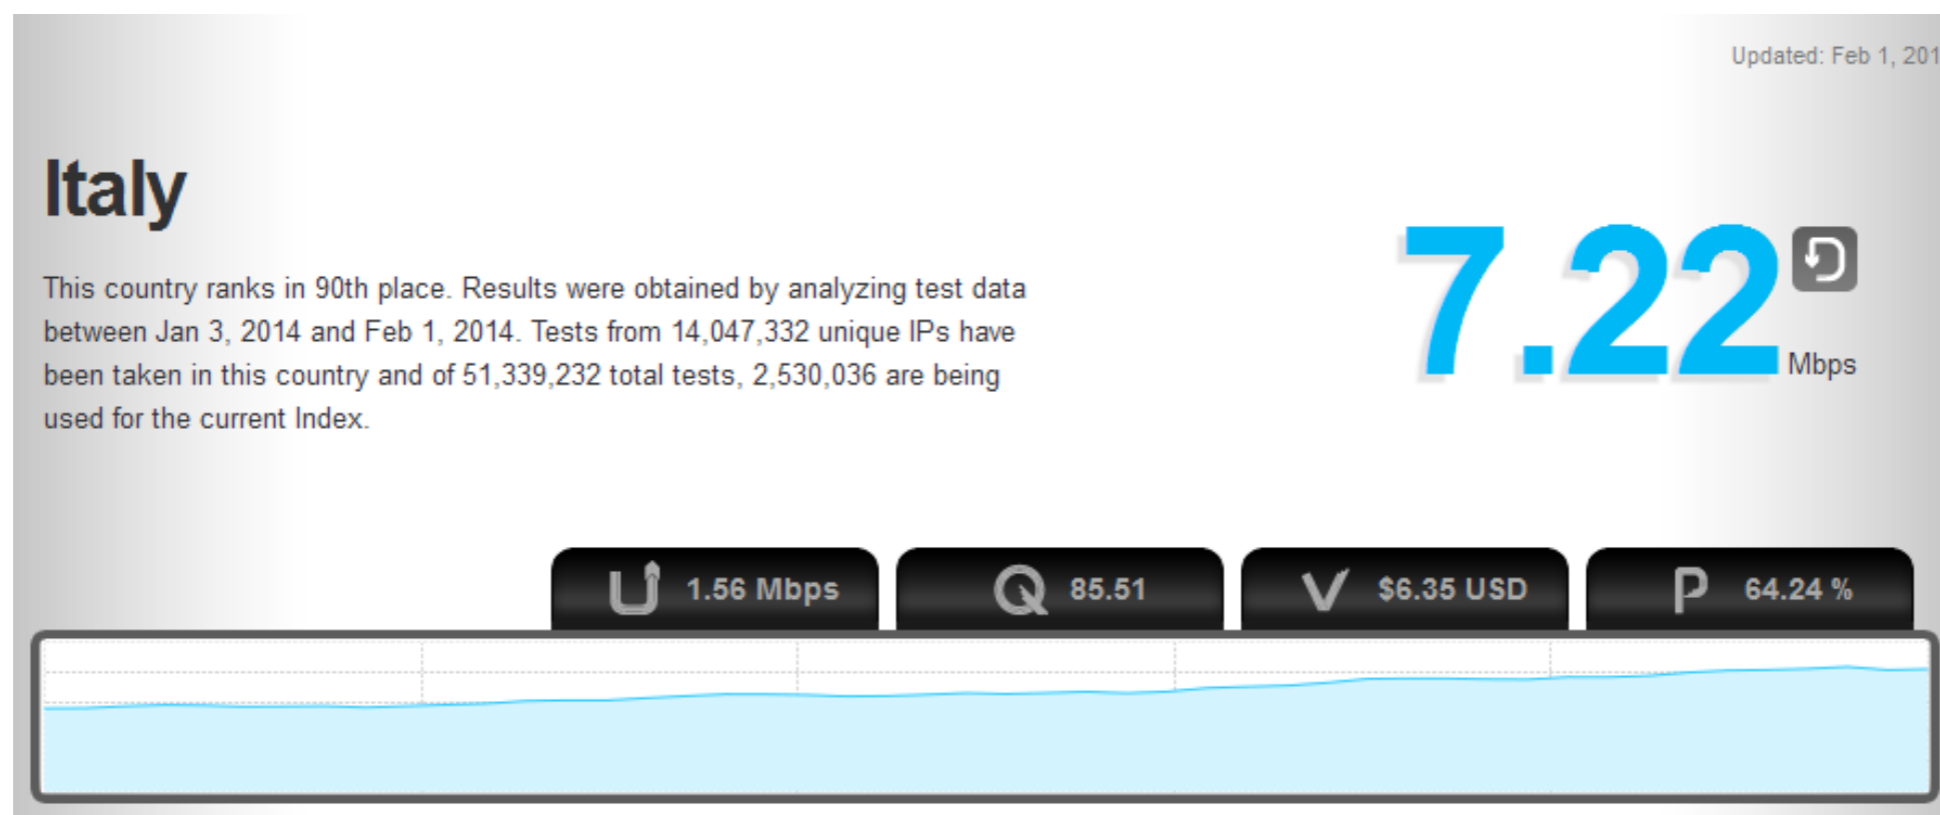 Updated: Feb 1, 201
Italy
This country ranks in 90th place. Results were obtained by analyzing test data
between Jan 3, 2014 and Feb 1, 2014. Tests from 14,047,332 unique IPs have
been taken in this country and of 51,339,232 total tests, 2,530,036 are being
used for the current Index.
7.22 D
Mbps
U 1.56 Mbps Q 85.51 V $6.35 USD P 64.24 %